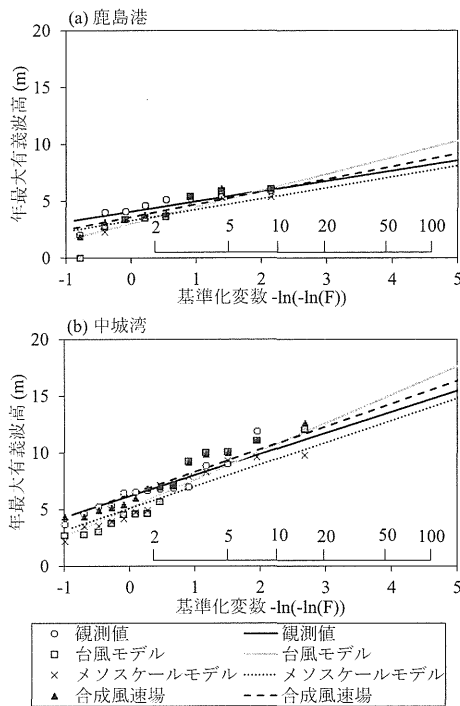 (a) 鹿島港
年最大有義波高 (m)
20
15
10
5
0
2 3 4 5 10 20 30 50 100
-1 0 1 2 3 4 5
基準化変数 -ln(-ln(F))
(b) 中城湾
年最大有義波高 (m)
20
15
10
5
0
2 3 4 5 10 20 30 50 100
-1 0 1 2 3 4 5
基準化変数 -ln(-ln(F))
観測値 観測値
台風モデル 台風モデル
メソスケールモデル メソスケールモデル
合成風速場 合成風速場